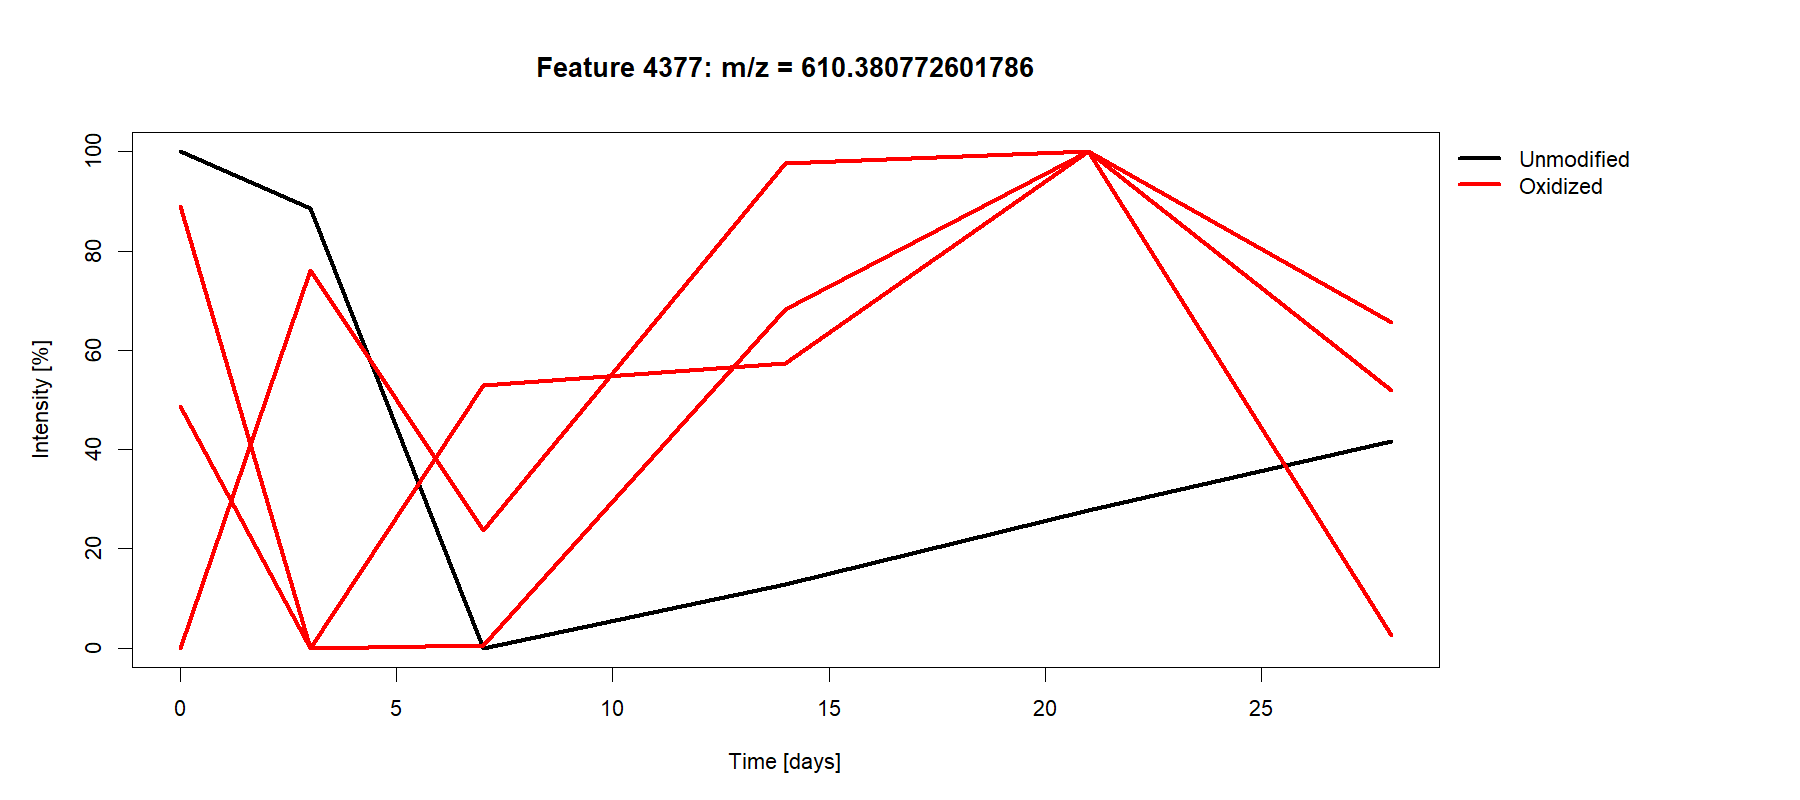 Feature 4377: m/z = 610.380772601786
Unmodified
Oxidized
Intensity [%]
100
80
60
40
20
0
0 5 10 15 20 25
Time [days]